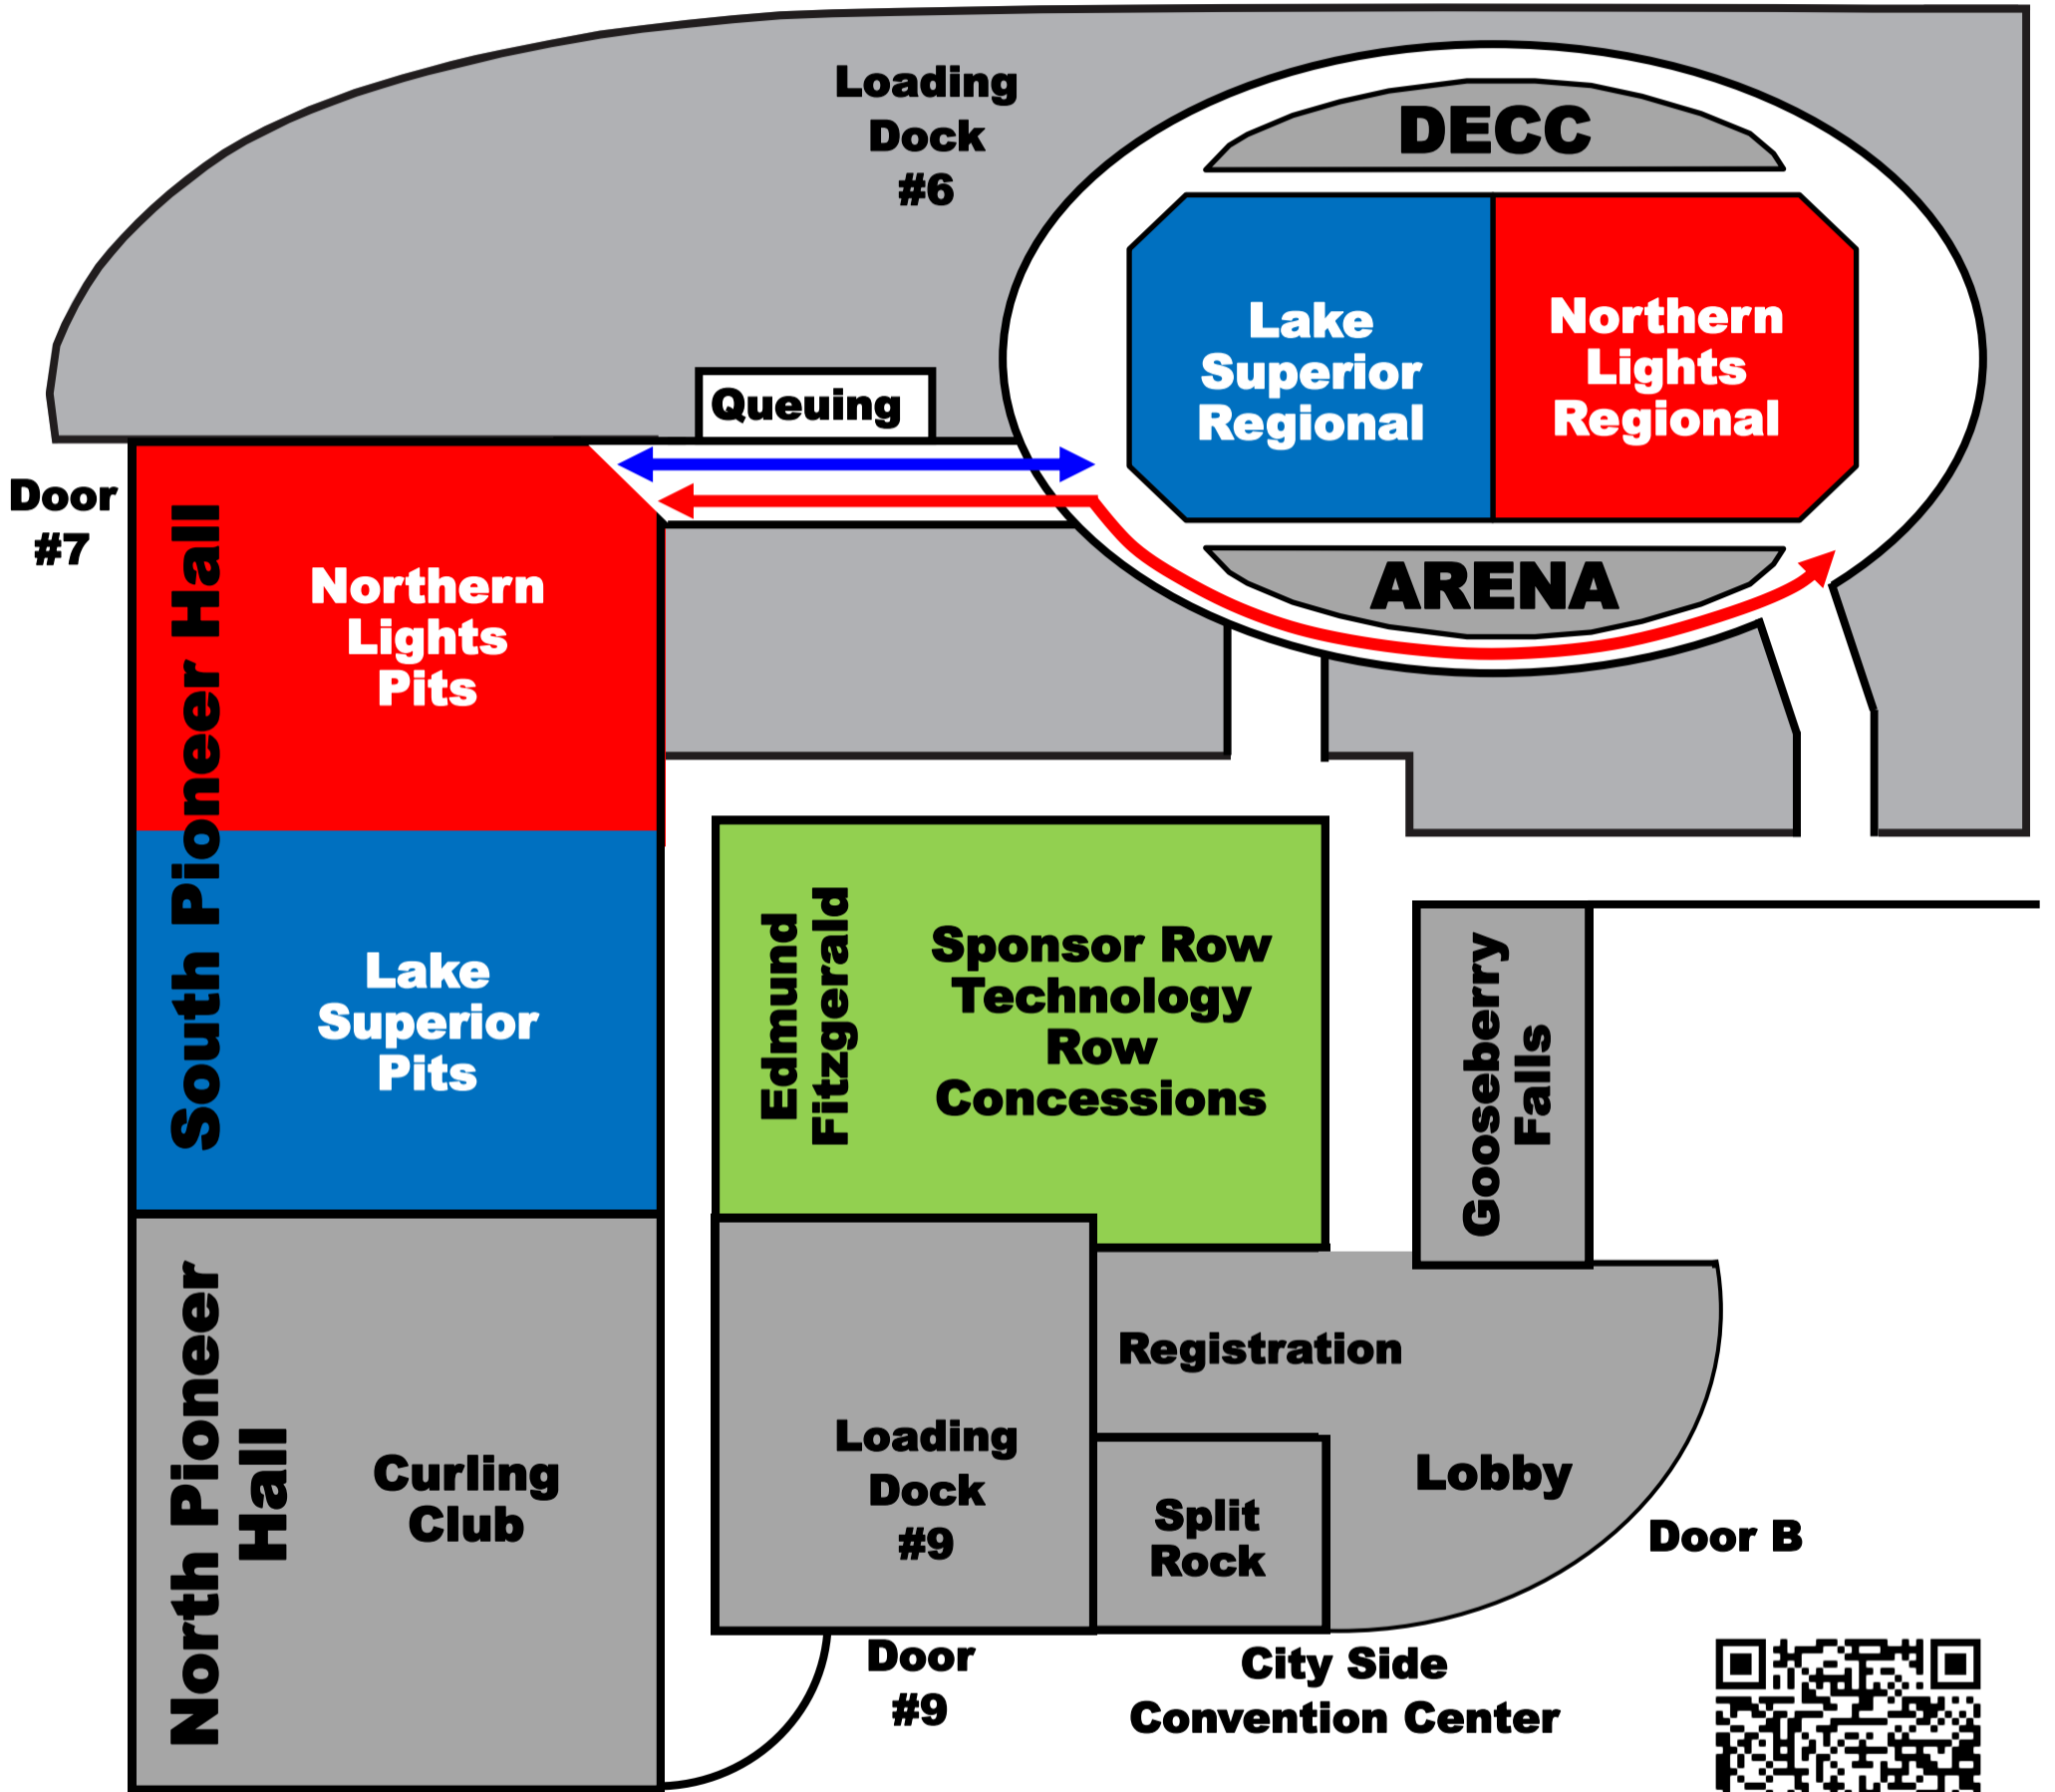 Loading
Dock
#6
DECC
Lake
Superior
Regional
Northern
Lights
Regional
Queuing
Door
#7
ARENA
South Pioneer Hall
Northern
Lights
Pits
Lake
Superior
Pits
Edmund
Fitzgerald
Sponsor Row
Technology
Row
Concessions
Gooseberry
Falls
North Pioneer
Hall
Curling
Club
Registration
Loading
Dock
#9
Split
Rock
Lobby
Door B
Door
#9
City Side
Convention Center